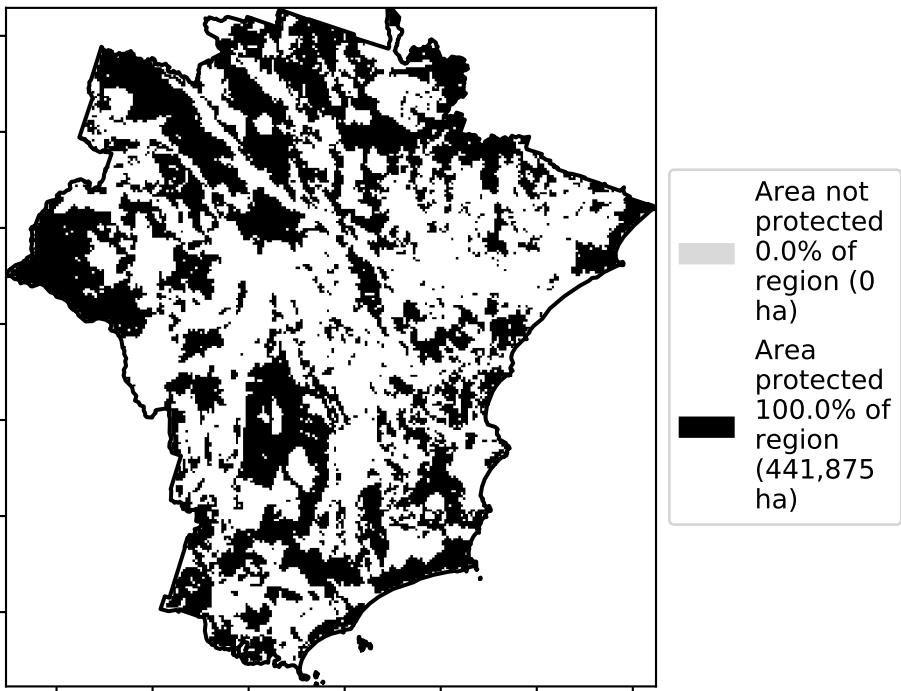 Area not
protected
0.0% of
region (0
ha)
Area
protected
100.0% of
region
(441,875
ha)